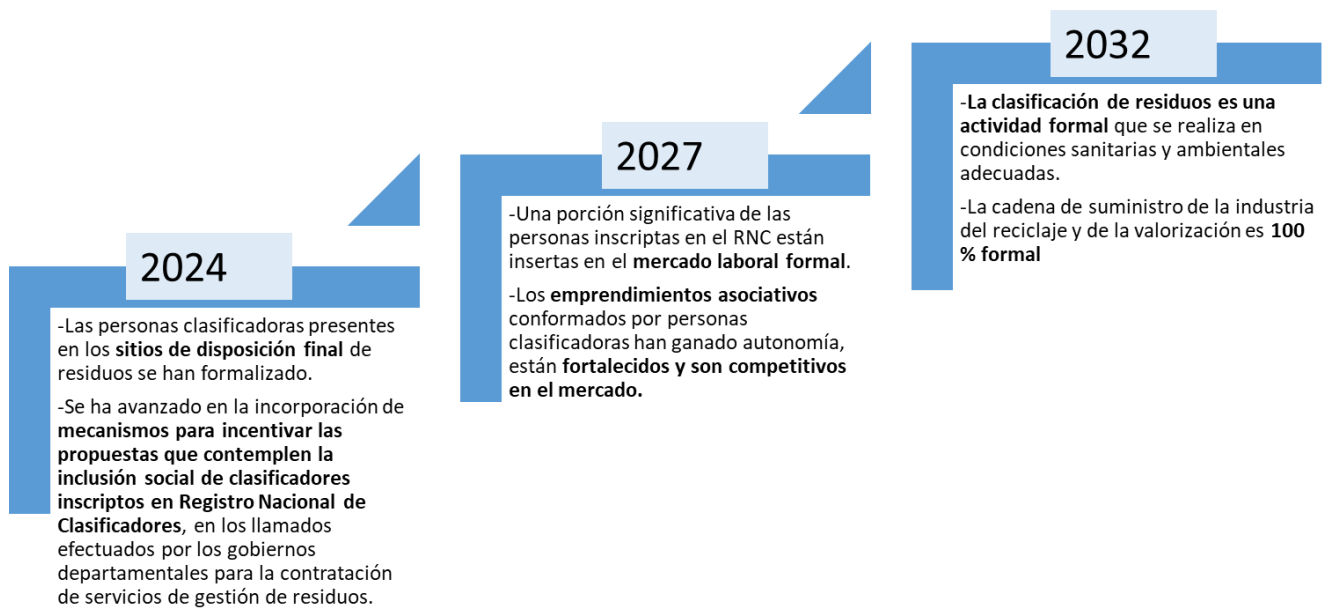 2024
-Las personas clasificadoras presentes
en los sitios de disposición final de
residuos se han formalizado.
-Se ha avanzado en la incorporación de
mecanismos para incentivar las
propuestas que contemplen la
inclusión social de clasificadores
inscriptos en Registro Nacional de
Clasificadores, en los llamados
efectuados por los gobiernos
departamentales para la contratación
de servicios de gestión de residuos.
2027
-Una porción significativa de las
personas inscriptas en el RNC están
insertas en el mercado laboral formal.
-Los emprendimientos asociativos
conformados por personas
clasificadoras han ganado autonomía,
están fortalecidos y son competitivos
en el mercado.
2032
-La clasificación de residuos es una
actividad formal que se realiza en
condiciones sanitarias y ambientales
adecuadas.
-La cadena de suministro de la industria
del reciclaje y de la valorización es 100
% formal